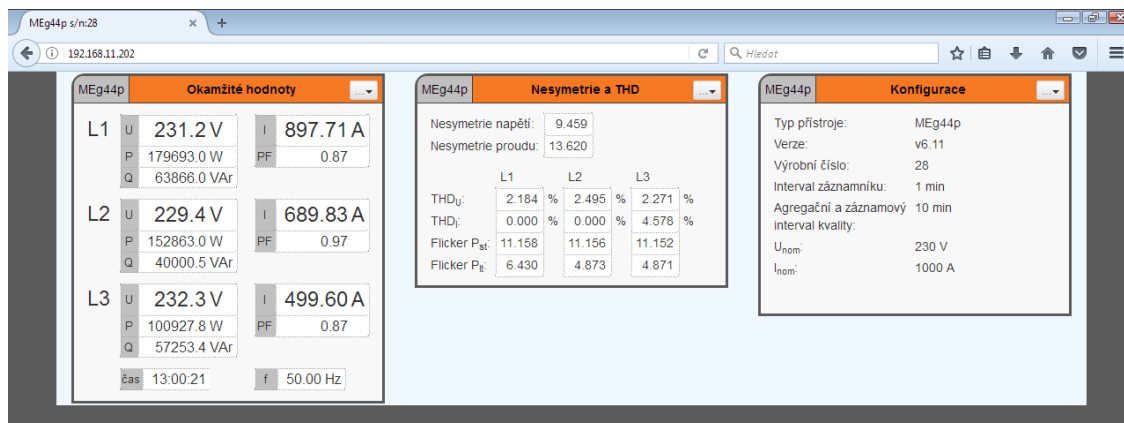 MEg44p s/n:28
192.168.11.202
Hledat
MEg44p Okamžité hodnoty ...
L1 U 231.2 V I 897.71 A
P 179693.0 W PF 0.87
Q 63866.0 VAr
L2 U 229.4 V I 689.83 A
P 152863.0 W PF 0.97
Q 40000.5 VAr
L3 U 232.3 V I 499.60 A
P 100927.8 W PF 0.87
Q 57253.4 VAr
čas 13:00:21 f 50.00 Hz
MEg44p Nesymetrie a THD ...
Nesymetrie napětí: 9.459
Nesymetrie proudu: 13.620
L1 L2 L3
THDU: 2.184 % 2.495 % 2.271 %
THDI: 0.000 % 0.000 % 4.578 %
Flicker Pst: 11.158 11.156 11.152
Flicker Plt: 6.430 4.873 4.871
MEg44p Konfigurace ...
Typ přístroje: MEg44p
Verze: v6.11
Výrobní číslo: 28
Interval záznamníku: 1 min
Agregační a záznamový 10 min
interval kvality:
Unom: 230 V
Inom: 1000 A